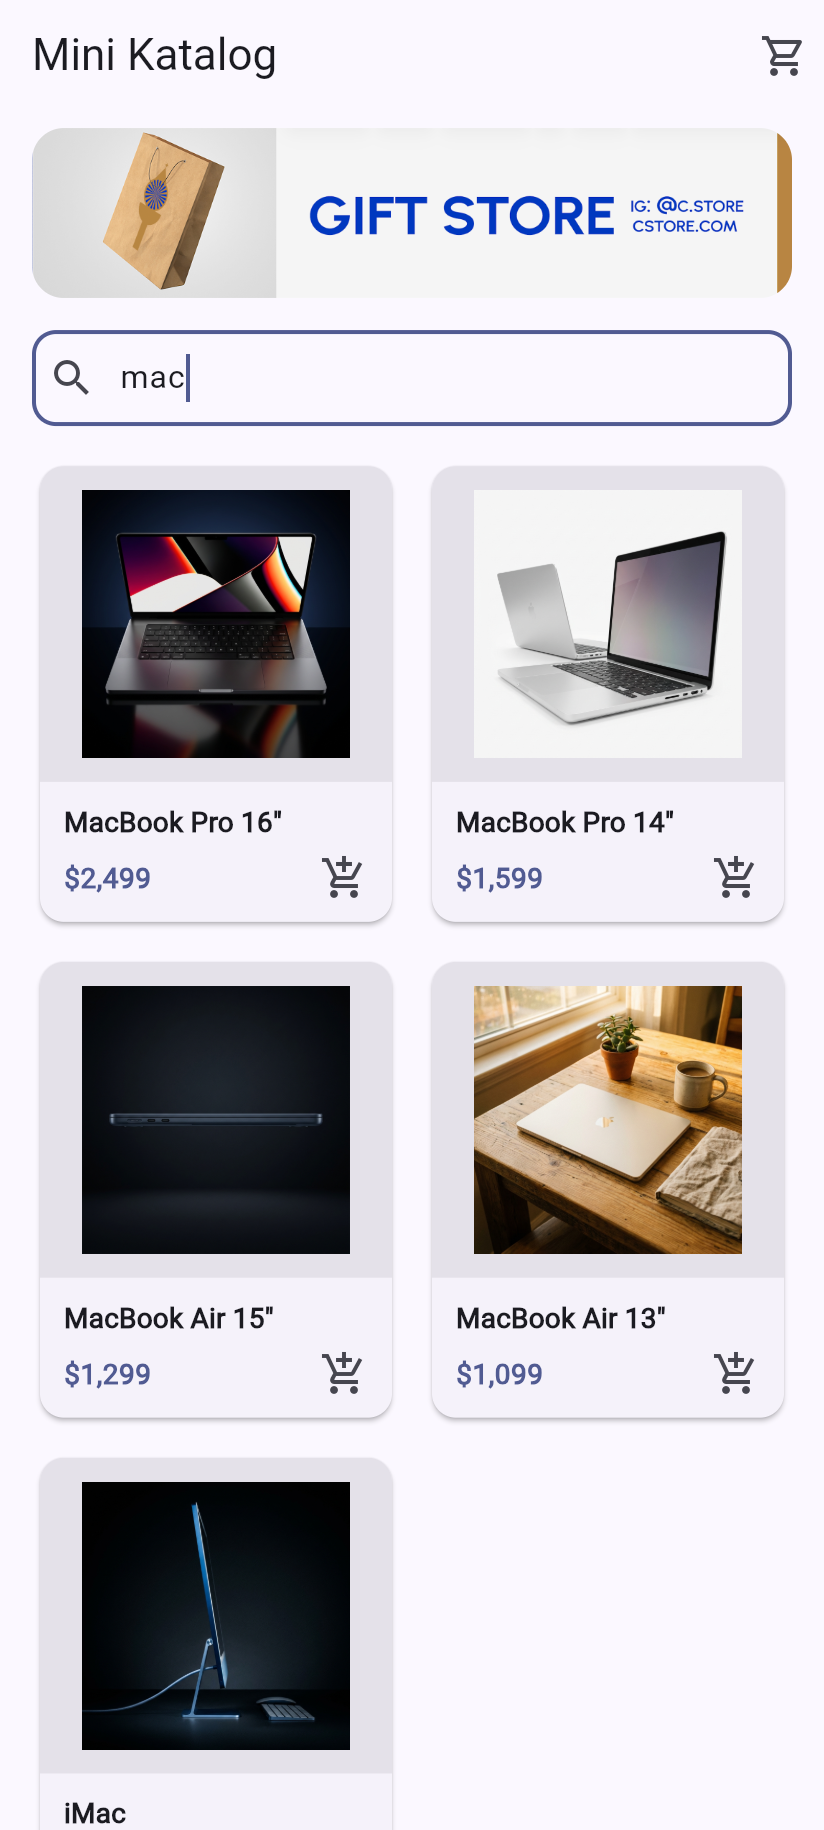 Mini Katalog
GIFT STORE
IG: @C.STORE
CSTORE.COM
mac
MacBook Pro 16"
$2,499
MacBook Pro 14"
$1,599
MacBook Air 15"
$1,299
MacBook Air 13"
$1,099
iMac